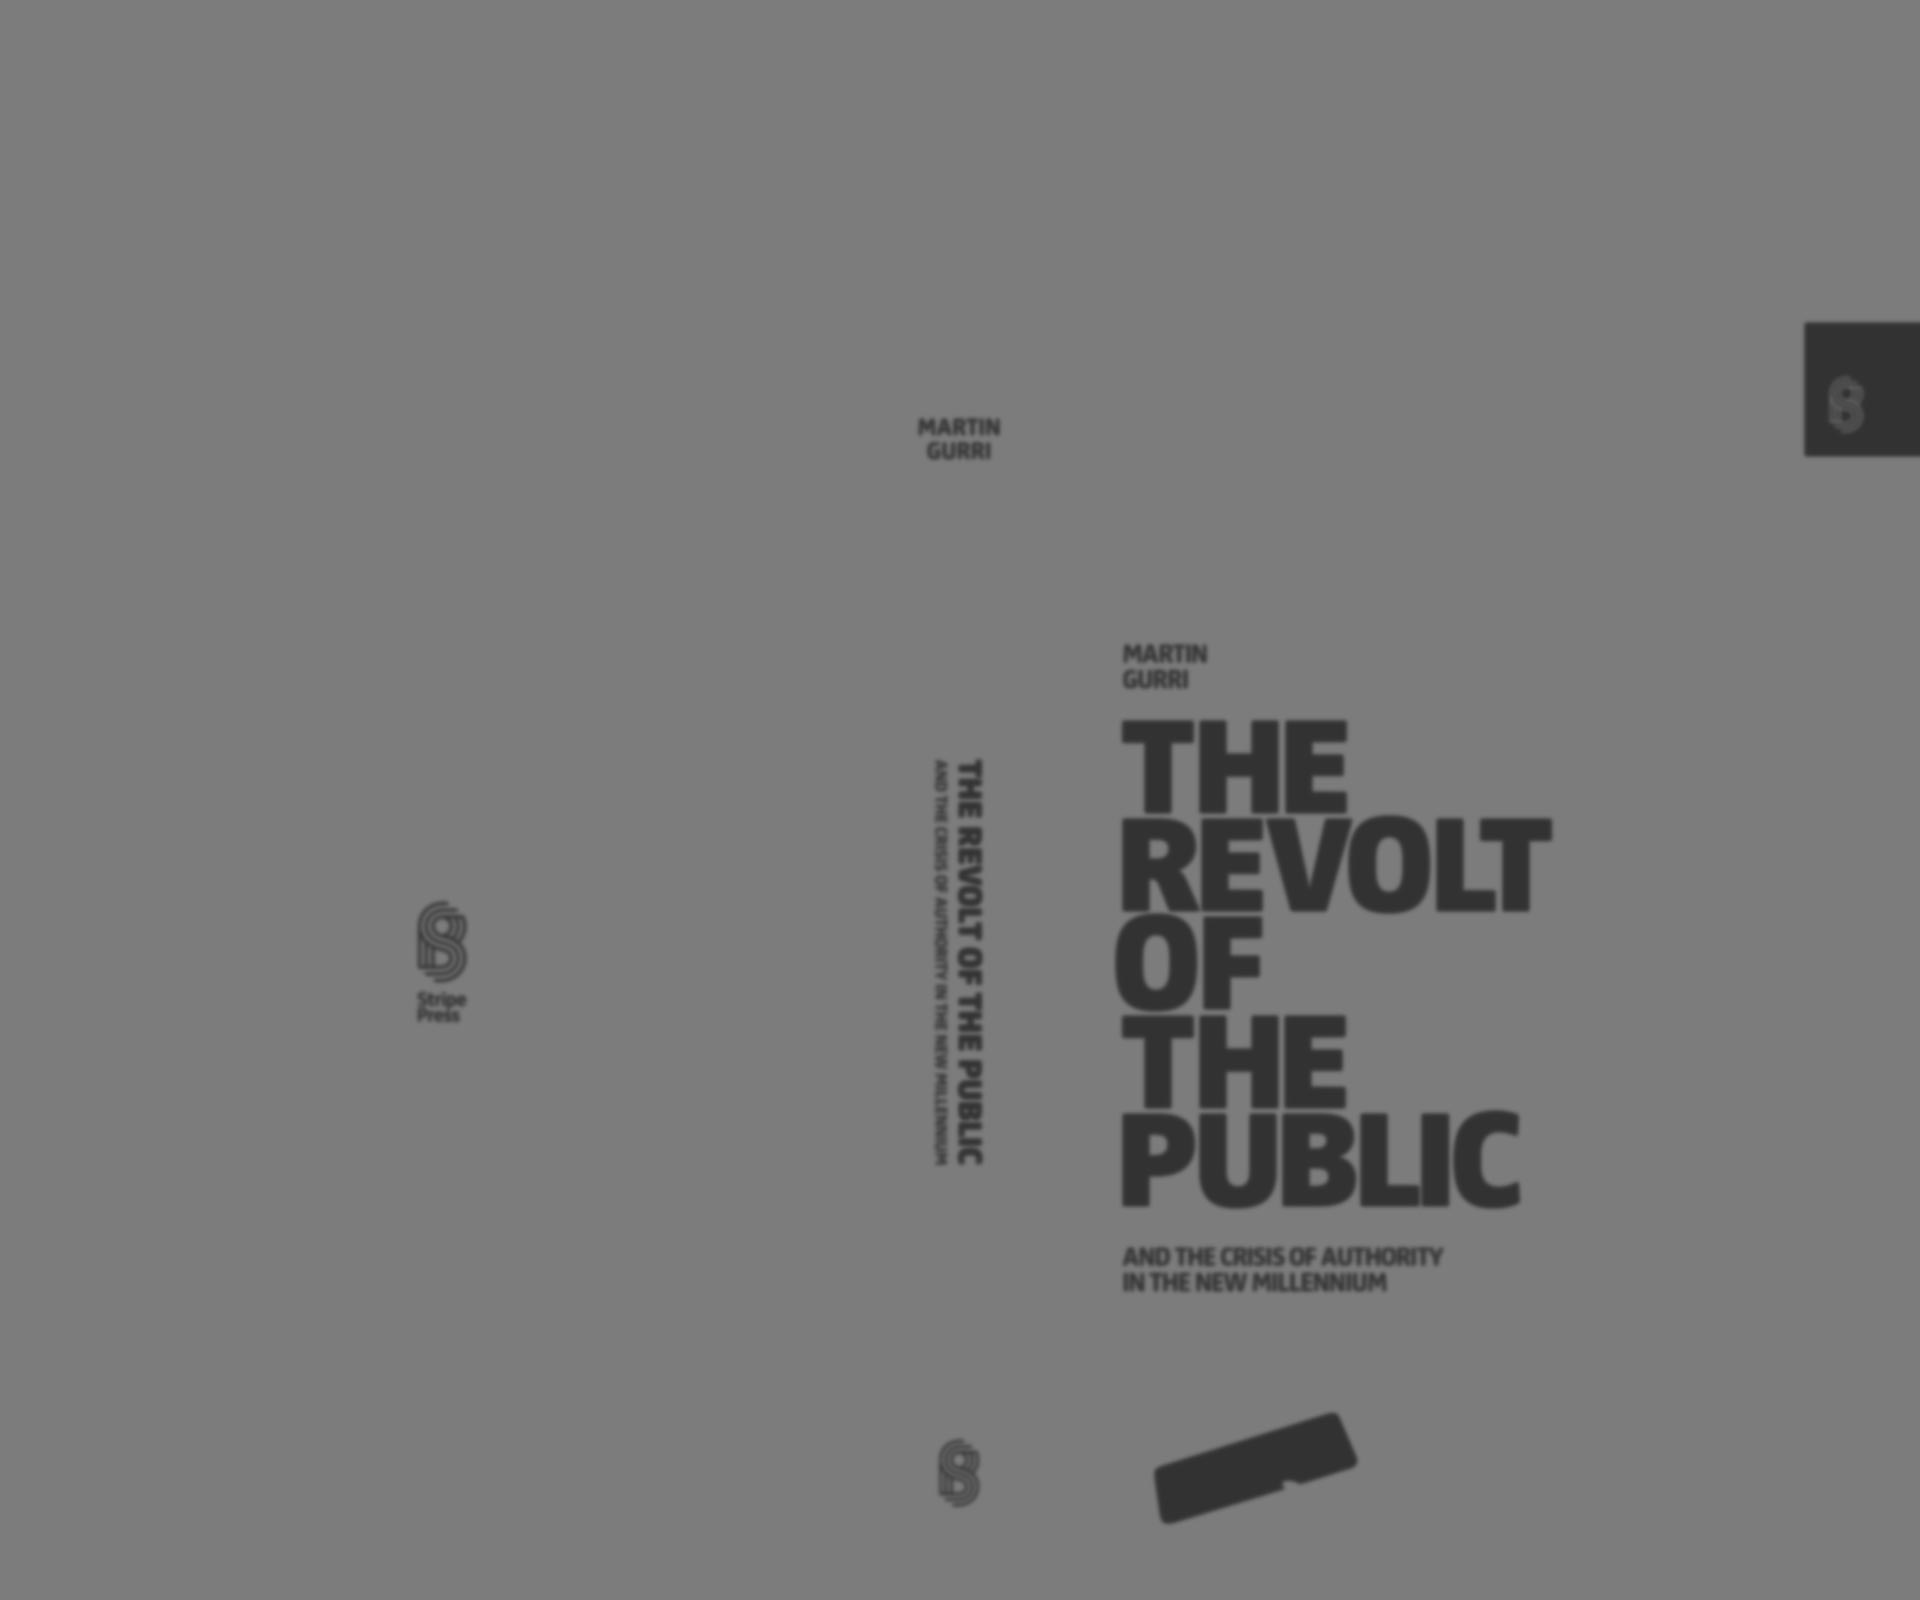 Stripe
Press
MARTIN
GURRI
THE REVOLT OF THE PUBLIC
AND THE CRISIS OF AUTHORITY IN THE NEW MILLENNIUM
MARTIN
GURRI
THE
REVOLT
OF
THE
PUBLIC
AND THE CRISIS OF AUTHORITY
IN THE NEW MILLENNIUM